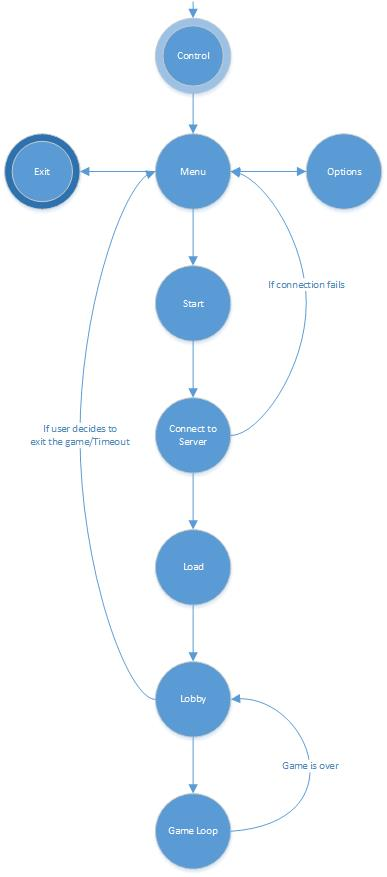 Control
Exit
Menu
Options
If connection fails
Start
Connect to
Server
If user decides to
exit the game/Timeout
Load
Lobby
Game is over
Game Loop